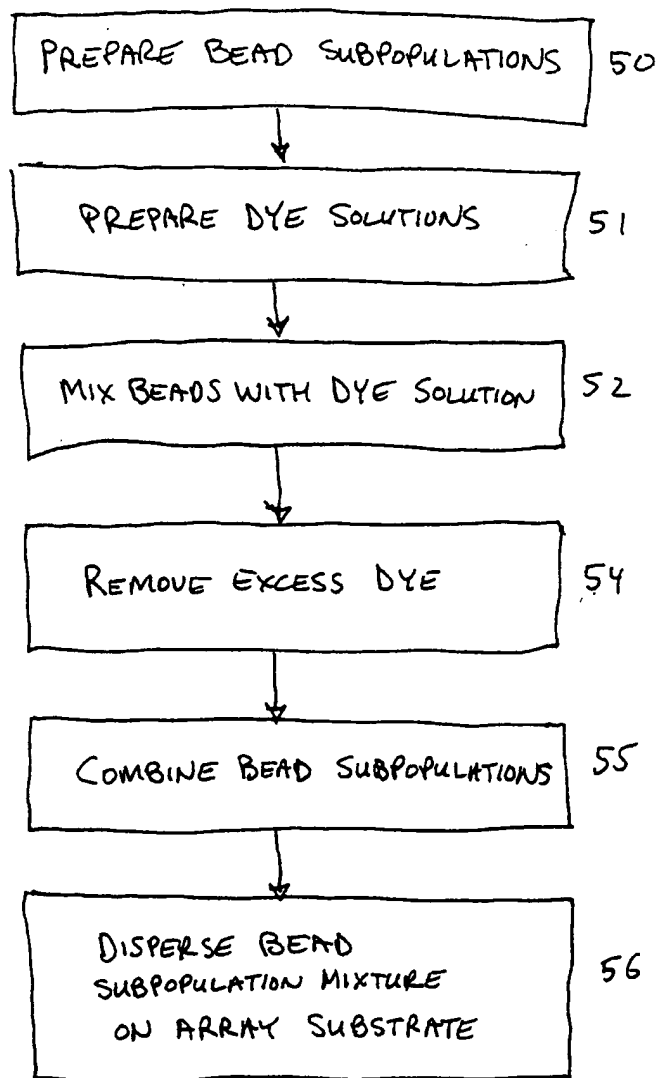 PREPARE BEAD SUBPOPULATIONS 50
PREPARE DYE SOLUTIONS 51
MIX BEADS WITH DYE SOLUTION 52
REMOVE EXCESS DYE 54
COMBINE BEAD SUBPOPULATIONS 55
DISPERSE BEAD
SUBPOPULATION MIXTURE 56
ON ARRAY SUBSTRATE